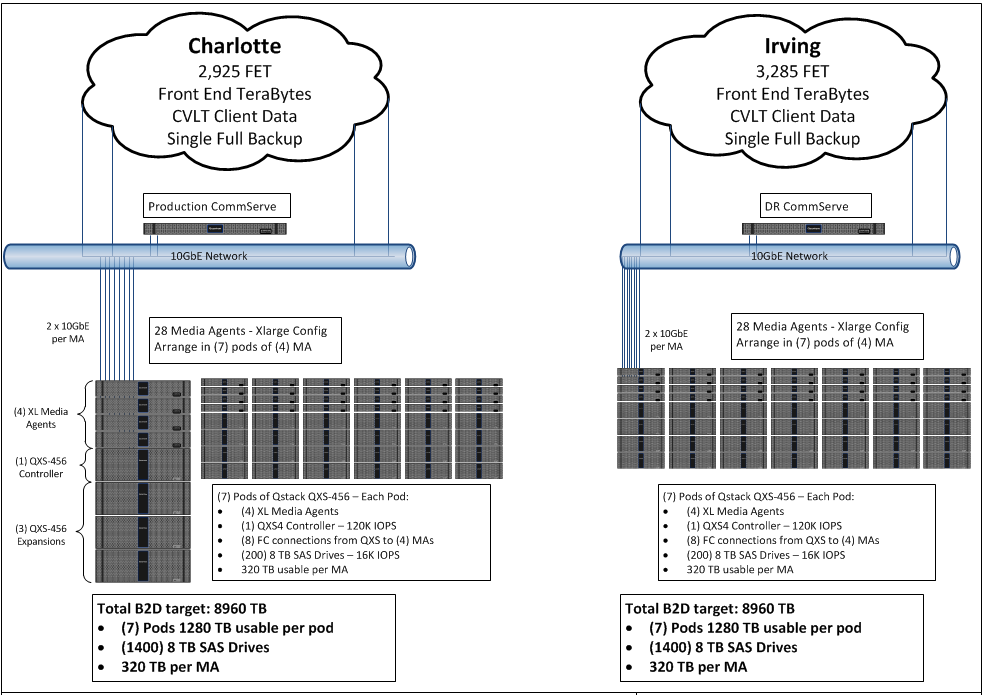 Charlotte
2,925 FET
Front End TeraBytes
CVLT Client Data
Single Full Backup
Production CommServe
10GbE Network
2 x 10GbE
per MA
28 Media Agents - Xlarge Config
Arrange in (7) pods of (4) MA
(4) XL Media
Agents
(1) QXS-456
Controller
(3) QXS-456
Expansions
(7) Pods of Qstack QXS-456 – Each Pod:
• (4) XL Media Agents
• (1) QXS4 Controller – 120K IOPS
• (8) FC connections from QXS to (4) MAs
• (200) 8 TB SAS Drives – 16K IOPS
• 320 TB usable per MA
Total B2D target: 8960 TB
• (7) Pods 1280 TB usable per pod
• (1400) 8 TB SAS Drives
• 320 TB per MA
Irving
3,285 FET
Front End TeraBytes
CVLT Client Data
Single Full Backup
DR CommServe
10GbE Network
2 x 10GbE
per MA
28 Media Agents - Xlarge Config
Arrange in (7) pods of (4) MA
(7) Pods of Qstack QXS-456 – Each Pod:
• (4) XL Media Agents
• (1) QXS4 Controller – 120K IOPS
• (8) FC connections from QXS to (4) MAs
• (200) 8 TB SAS Drives – 16K IOPS
• 320 TB usable per MA
Total B2D target: 8960 TB
• (7) Pods 1280 TB usable per pod
• (1400) 8 TB SAS Drives
• 320 TB per MA